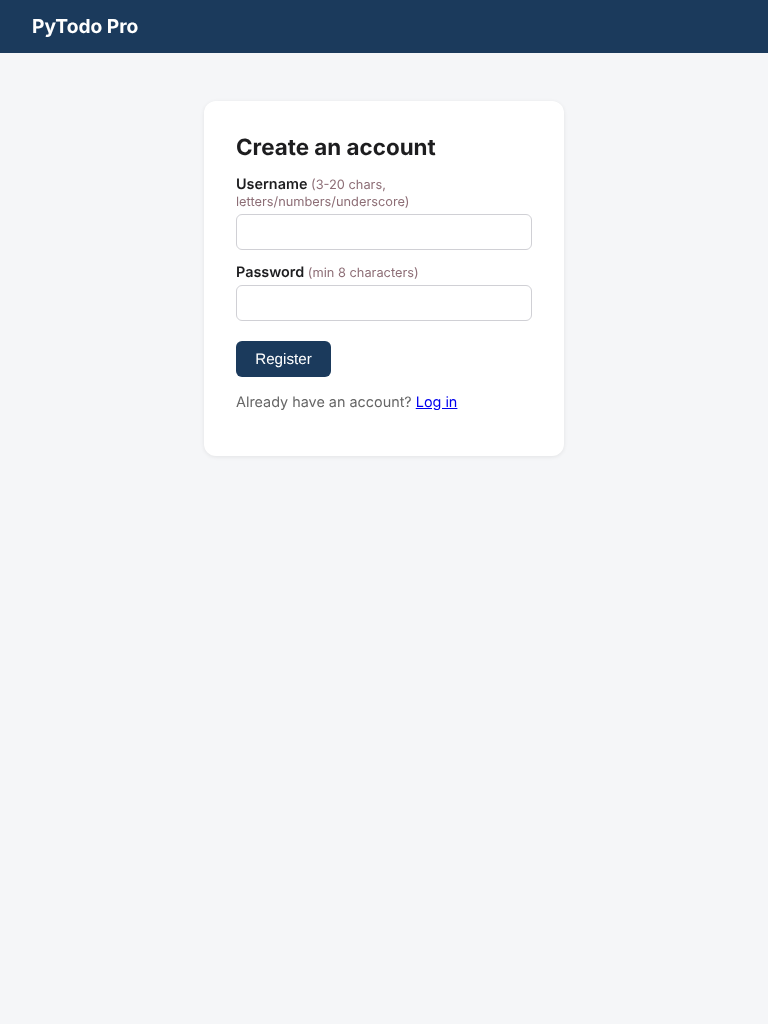 PyTodo Pro
Create an account
Username (3-20 chars,
letters/numbers/underscore)
Password (min 8 characters)
Register
Already have an account? Log in